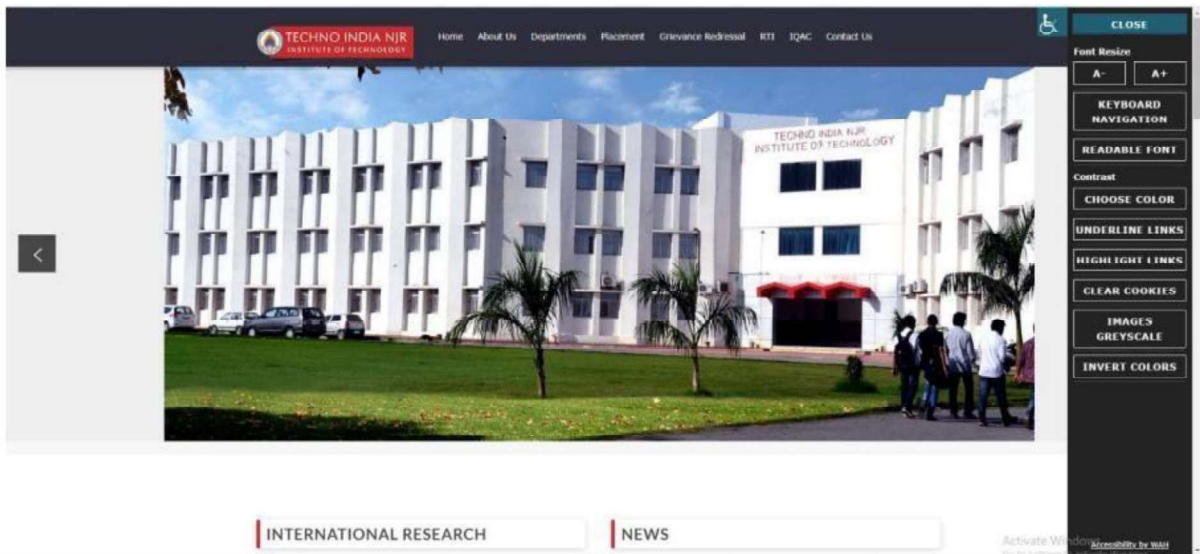 TECHNO INDIA NJR
INSTITUTE OF TECHNOLOGY
Home About Us Departments Placement Grievance Redressal RTI IQAC Contact Us
CLOSE
Font Resize
A- A+
KEYBOARD
NAVIGATION
READABLE FONT
Contrast
CHOOSE COLOR
UNDERLINE LINKS
HIGHLIGHT LINKS
CLEAR COOKIES
IMAGES
GREYSCALE
INVERT COLORS
TECHNO INDIA NJR
INSTITUTE OF TECHNOLOGY
INTERNATIONAL RESEARCH
NEWS
Activate Windows
Accessibility by WAH